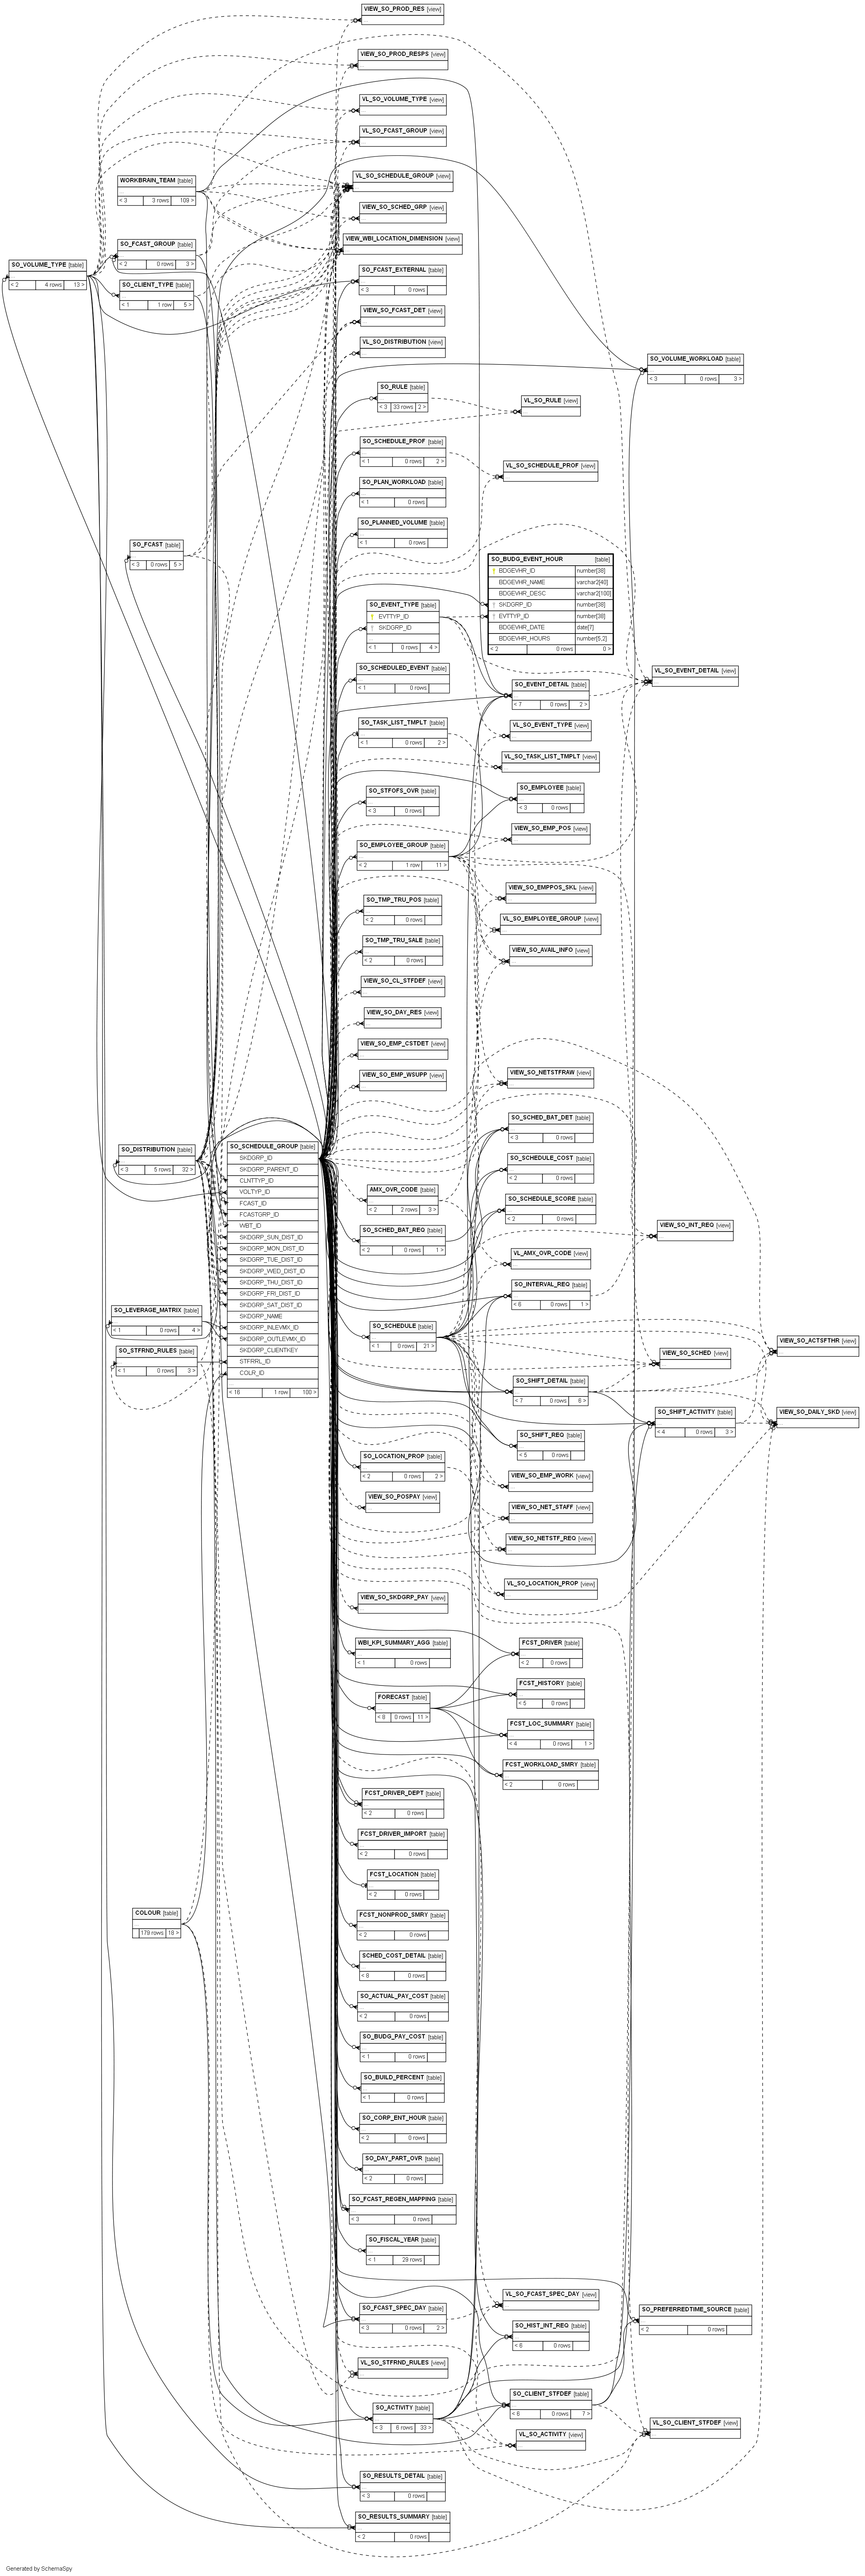 VIEW_SO_PROD_RES [view]
...
VIEW_SO_PROD_RESPS [view]
...
VL_SO_VOLUME_TYPE [view]
...
VL_SO_FCAST_GROUP [view]
...
WORKBRAIN_TEAM [table]
...
< 3 3 rows 109 >
VL_SO_SCHEDULE_GROUP [view]
...
VIEW_SO_SCHED_GRP [view]
...
SO_FCAST_GROUP [table]
...
< 2 0 rows 3 >
VIEW_WBI_LOCATION_DIMENSION [view]
...
SO_VOLUME_TYPE [table]
...
< 2 4 rows 13 >
SO_CLIENT_TYPE [table]
...
< 1 1 row 5 >
SO_FCAST_EXTERNAL [table]
...
< 3 0 rows
VIEW_SO_FCAST_DET [view]
...
VL_SO_DISTRIBUTION [view]
...
SO_VOLUME_WORKLOAD [table]
...
< 3 0 rows 3 >
SO_RULE [table]
...
< 3 33 rows 2 >
VL_SO_RULE [view]
...
SO_SCHEDULE_PROF [table]
...
< 1 0 rows 2 >
VL_SO_SCHEDULE_PROF [view]
...
SO_PLAN_WORKLOAD [table]
...
< 1 0 rows
SO_PLANNED_VOLUME [table]
...
< 1 0 rows
SO_FCAST [table]
...
< 3 0 rows 5 >
SO_BUDG_EVENT_HOUR [table]
BDGEVHR_ID number[38]
BDGEVHR_NAME varchar2[40]
BDGEVHR_DESC varchar2[100]
SKDGRP_ID number[38]
EVTTYP_ID number[38]
BDGEVHR_DATE date[7]
BDGEVHR_HOURS number[5,2]
< 2 0 rows 0 >
SO_EVENT_TYPE [table]
EVTTYP_ID
SKDGRP_ID
...
< 1 0 rows 4 >
SO_SCHEDULED_EVENT [table]
...
< 1 0 rows
VL_SO_EVENT_DETAIL [view]
...
SO_EVENT_DETAIL [table]
...
< 7 0 rows 2 >
SO_TASK_LIST_TMPLT [table]
...
< 1 0 rows 2 >
VL_SO_EVENT_TYPE [view]
...
VL_SO_TASK_LIST_TMPLT [view]
...
SO_STFOFS_OVR [table]
...
< 3 0 rows
SO_EMPLOYEE [table]
...
< 3 0 rows
VIEW_SO_EMP_POS [view]
...
SO_EMPLOYEE_GROUP [table]
...
< 2 1 row 11 >
VIEW_SO_EMPPOS_SKL [view]
...
SO_TMP_TRU_POS [table]
...
< 2 0 rows
VL_SO_EMPLOYEE_GROUP [view]
...
SO_TMP_TRU_SALE [table]
...
< 2 0 rows
VIEW_SO_AVAIL_INFO [view]
...
VIEW_SO_CL_STFDEF [view]
...
VIEW_SO_DAY_RES [view]
...
VIEW_SO_EMP_CSTDET [view]
...
VIEW_SO_EMP_WSUPP [view]
...
VIEW_SO_NETSTFRAW [view]
...
SO_SCHED_BAT_DET [table]
...
< 3 0 rows
SO_DISTRIBUTION [table]
...
< 3 5 rows 32 >
SO_SCHEDULE_GROUP [table]
SKDGRP_ID
SKDGRP_PARENT_ID
CLNTTYP_ID
VOLTYP_ID
FCAST_ID
FCASTGRP_ID
WBT_ID
SKDGRP_SUN_DIST_ID
SKDGRP_MON_DIST_ID
SKDGRP_TUE_DIST_ID
SKDGRP_WED_DIST_ID
SKDGRP_THU_DIST_ID
SKDGRP_FRI_DIST_ID
SKDGRP_SAT_DIST_ID
SKDGRP_NAME
SKDGRP_INLEVMX_ID
SKDGRP_OUTLEVMX_ID
SKDGRP_CLIENTKEY
STFRRL_ID
COLR_ID
...
< 16 1 row 100 >
SO_SCHEDULE_COST [table]
...
< 2 0 rows
AMX_OVR_CODE [table]
...
< 2 2 rows 3 >
SO_SCHEDULE_SCORE [table]
...
< 2 0 rows
SO_SCHED_BAT_REQ [table]
...
< 2 0 rows 1 >
VIEW_SO_INT_REQ [view]
...
VL_AMX_OVR_CODE [view]
...
SO_INTERVAL_REQ [table]
...
< 6 0 rows 1 >
SO_LEVERAGE_MATRIX [table]
...
< 1 0 rows 4 >
SO_SCHEDULE [table]
...
< 1 0 rows 21 >
VIEW_SO_ACTSFTHR [view]
...
SO_STFRND_RULES [table]
...
< 1 0 rows 3 >
VIEW_SO_SCHED [view]
...
SO_SHIFT_DETAIL [table]
...
< 7 0 rows 6 >
SO_SHIFT_ACTIVITY [table]
...
< 4 0 rows 3 >
VIEW_SO_DAILY_SKD [view]
...
SO_SHIFT_REQ [table]
...
< 5 0 rows
SO_LOCATION_PROP [table]
...
< 2 0 rows 2 >
VIEW_SO_EMP_WORK [view]
...
VIEW_SO_POSPAY [view]
...
VIEW_SO_NET_STAFF [view]
...
VIEW_SO_NETSTF_REQ [view]
...
VL_SO_LOCATION_PROP [view]
...
VIEW_SO_SKDGRP_PAY [view]
...
WBI_KPI_SUMMARY_AGG [table]
...
< 1 0 rows
FCST_DRIVER [table]
...
< 2 0 rows
FCST_HISTORY [table]
...
< 5 0 rows
FORECAST [table]
...
< 8 0 rows 11 >
FCST_LOC_SUMMARY [table]
...
< 4 0 rows 1 >
FCST_WORKLOAD_SMRY [table]
...
< 2 0 rows
FCST_DRIVER_DEPT [table]
...
< 2 0 rows
FCST_DRIVER_IMPORT [table]
...
< 2 0 rows
FCST_LOCATION [table]
...
< 2 0 rows
COLOUR [table]
...
178 rows 18 >
FCST_NONPROD_SMRY [table]
...
< 2 0 rows
SCHED_COST_DETAIL [table]
...
< 8 0 rows
SO_ACTUAL_PAY_COST [table]
...
< 2 0 rows
SO_BUDG_PAY_COST [table]
...
< 1 0 rows
SO_BUILD_PERCENT [table]
...
< 1 0 rows
SO_CORP_ENT_HOUR [table]
...
< 2 0 rows
SO_DAY_PART_OVR [table]
...
< 2 0 rows
SO_FCAST_REGEN_MAPPING [table]
...
< 3 0 rows
SO_FISCAL_YEAR [table]
...
< 1 29 rows
VL_SO_FCAST_SPEC_DAY [view]
...
SO_FCAST_SPEC_DAY [table]
...
< 3 0 rows 2 >
SO_PREFERREDTIME_SOURCE [table]
...
< 2 0 rows
SO_HIST_INT_REQ [table]
...
< 6 0 rows
VL_SO_STFRND_RULES [view]
...
SO_CLIENT_STFDEF [table]
...
< 6 0 rows 7 >
SO_ACTIVITY [table]
...
< 3 6 rows 33 >
VL_SO_CLIENT_STFDEF [view]
...
VL_SO_ACTIVITY [view]
...
SO_RESULTS_DETAIL [table]
...
< 3 0 rows
SO_RESULTS_SUMMARY [table]
...
< 2 0 rows
Generated by SchemaSpy